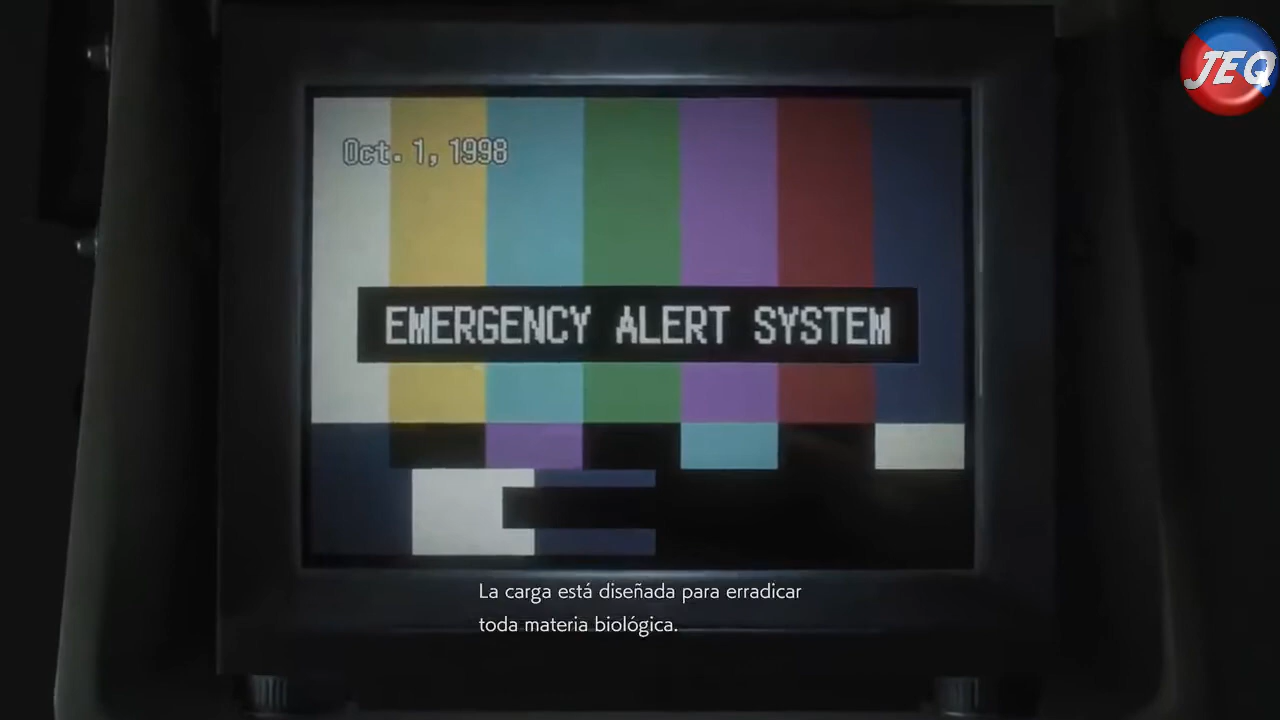 JEQ
Oct. 1, 1998
EMERGENCY ALERT SYSTEM
La carga está diseñada para erradicar
toda materia biológica.